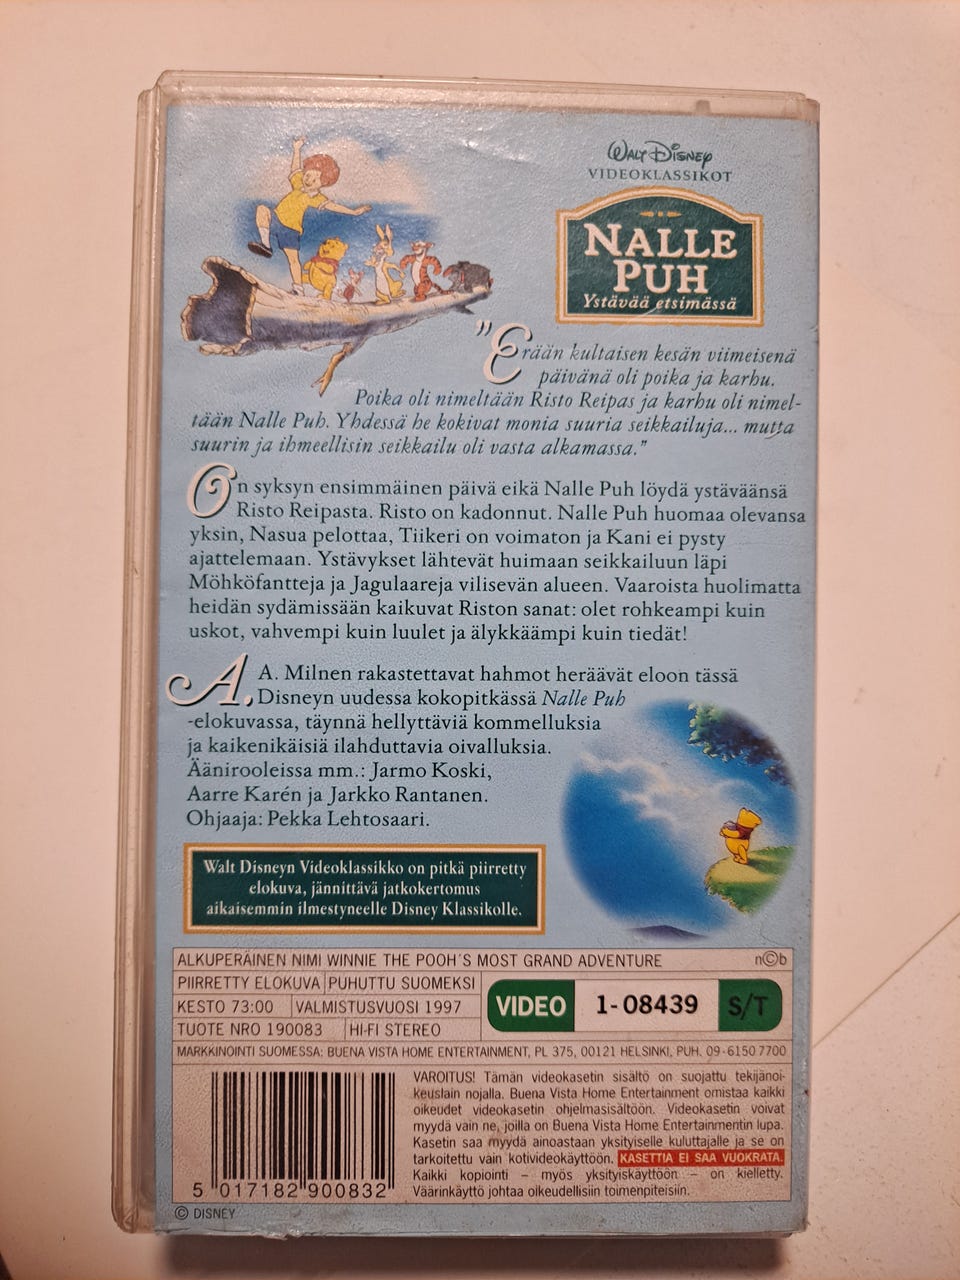 WALT DISNEY
VIDEOKLASSIKOT
NALLE
PUH
Ystävää etsimässä
"Erään kultaisen kesän viimeisenä
päivänä oli poika ja karhu.
Poika oli nimeltään Risto Reipas ja karhu oli nimel-
tään Nalle Puh. Yhdessä he kokivat monia suuria seikkailuja... mutta
suurin ja ihmeellisin seikkailu oli vasta alkamassa."
On syksyn ensimmäinen päivä eikä Nalle Puh löydä ystäväänsä
Risto Reipasta. Risto on kadonnut. Nalle Puh huomaa olevansa
yksin, Nasua pelottaa, Tiikeri on voimaton ja Kani ei pysty
ajattelemaan. Ystävykset lähtevät huimaan seikkailuun läpi
Möhköfantteja ja Jagulaareja vilisevän alueen. Vaaroista huolimatta
heidän sydämissään kaikuvat Riston sanat: olet rohkeampi kuin
uskot, vahvempi kuin luulet ja älykkäämpi kuin tiedät!
A. A. Milnen rakastettavat hahmot heräävät eloon tässä
Disneyn uudessa kokopitkässä Nalle Puh
-elokuvassa, täynnä hellyttäviä kommelluksia
ja kaikenikäisiä ilahduttavia oivalluksia.
Äänirooleissa mm.: Jarmo Koski,
Aarre Karén ja Jarkko Rantanen.
Ohjaaja: Pekka Lehtosaari.
Walt Disneyn Videoklassikko on pitkä piirretty
elokuva, jännittävä jatkokertomus
aikaisemmin ilmestyneelle Disney Klassikolle.
ALKUPERÄINEN NIMI WINNIE THE POOH'S MOST GRAND ADVENTURE n©b
PIIRRETTY ELOKUVA PUHUTTU SUOMEKSI
KESTO 73:00 VALMISTUSVUOSI 1997
TUOTE NRO 190083 HI-FI STEREO
VIDEO 1-08439 S/T
MARKKINOINTI SUOMESSA: BUENA VISTA HOME ENTERTAINMENT, PL 375, 00121 HELSINKI, PUH. 09-6150 7700
VAROITUS! Tämän videokasetin sisältö on suojattu tekijänoi-
keuslain nojalla. Buena Vista Home Entertainment omistaa kaikki
oikeudet videokasetin ohjelmasisältöön. Videokasetin voivat
myydä vain ne, joilla on Buena Vista Home Entertainmentin lupa.
Kasetin saa myydä ainoastaan yksityiselle kuluttajalle ja se on
tarkoitettu vain kotivideokäyttöön. KASETTIA EI SAA VUOKRATA.
Kaikki kopiointi – myös yksityiskäyttöön – on kielletty.
Väärinkäyttö johtaa oikeudellisiin toimenpiteisiin.
5 017182 900832
© DISNEY